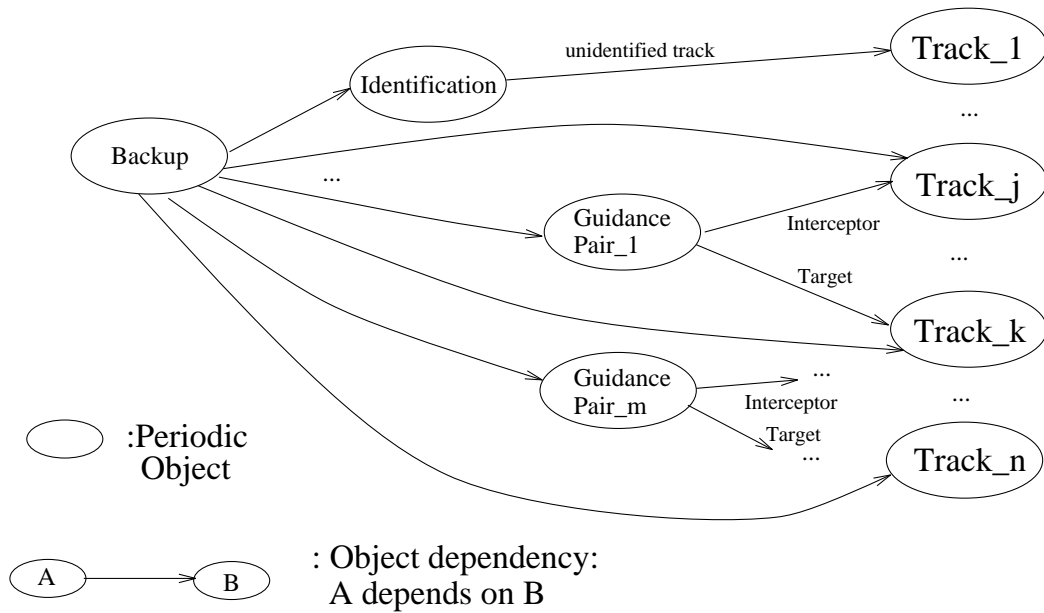 unidentified track
Track_1
Identification
...
Backup
...
Track_j
Guidance
Pair_1
Interceptor
...
Target
Track_k
Guidance
Pair_m
...
Interceptor
...
Target
...
Track_n
:Periodic
Object
A
B
: Object dependency:
A depends on B